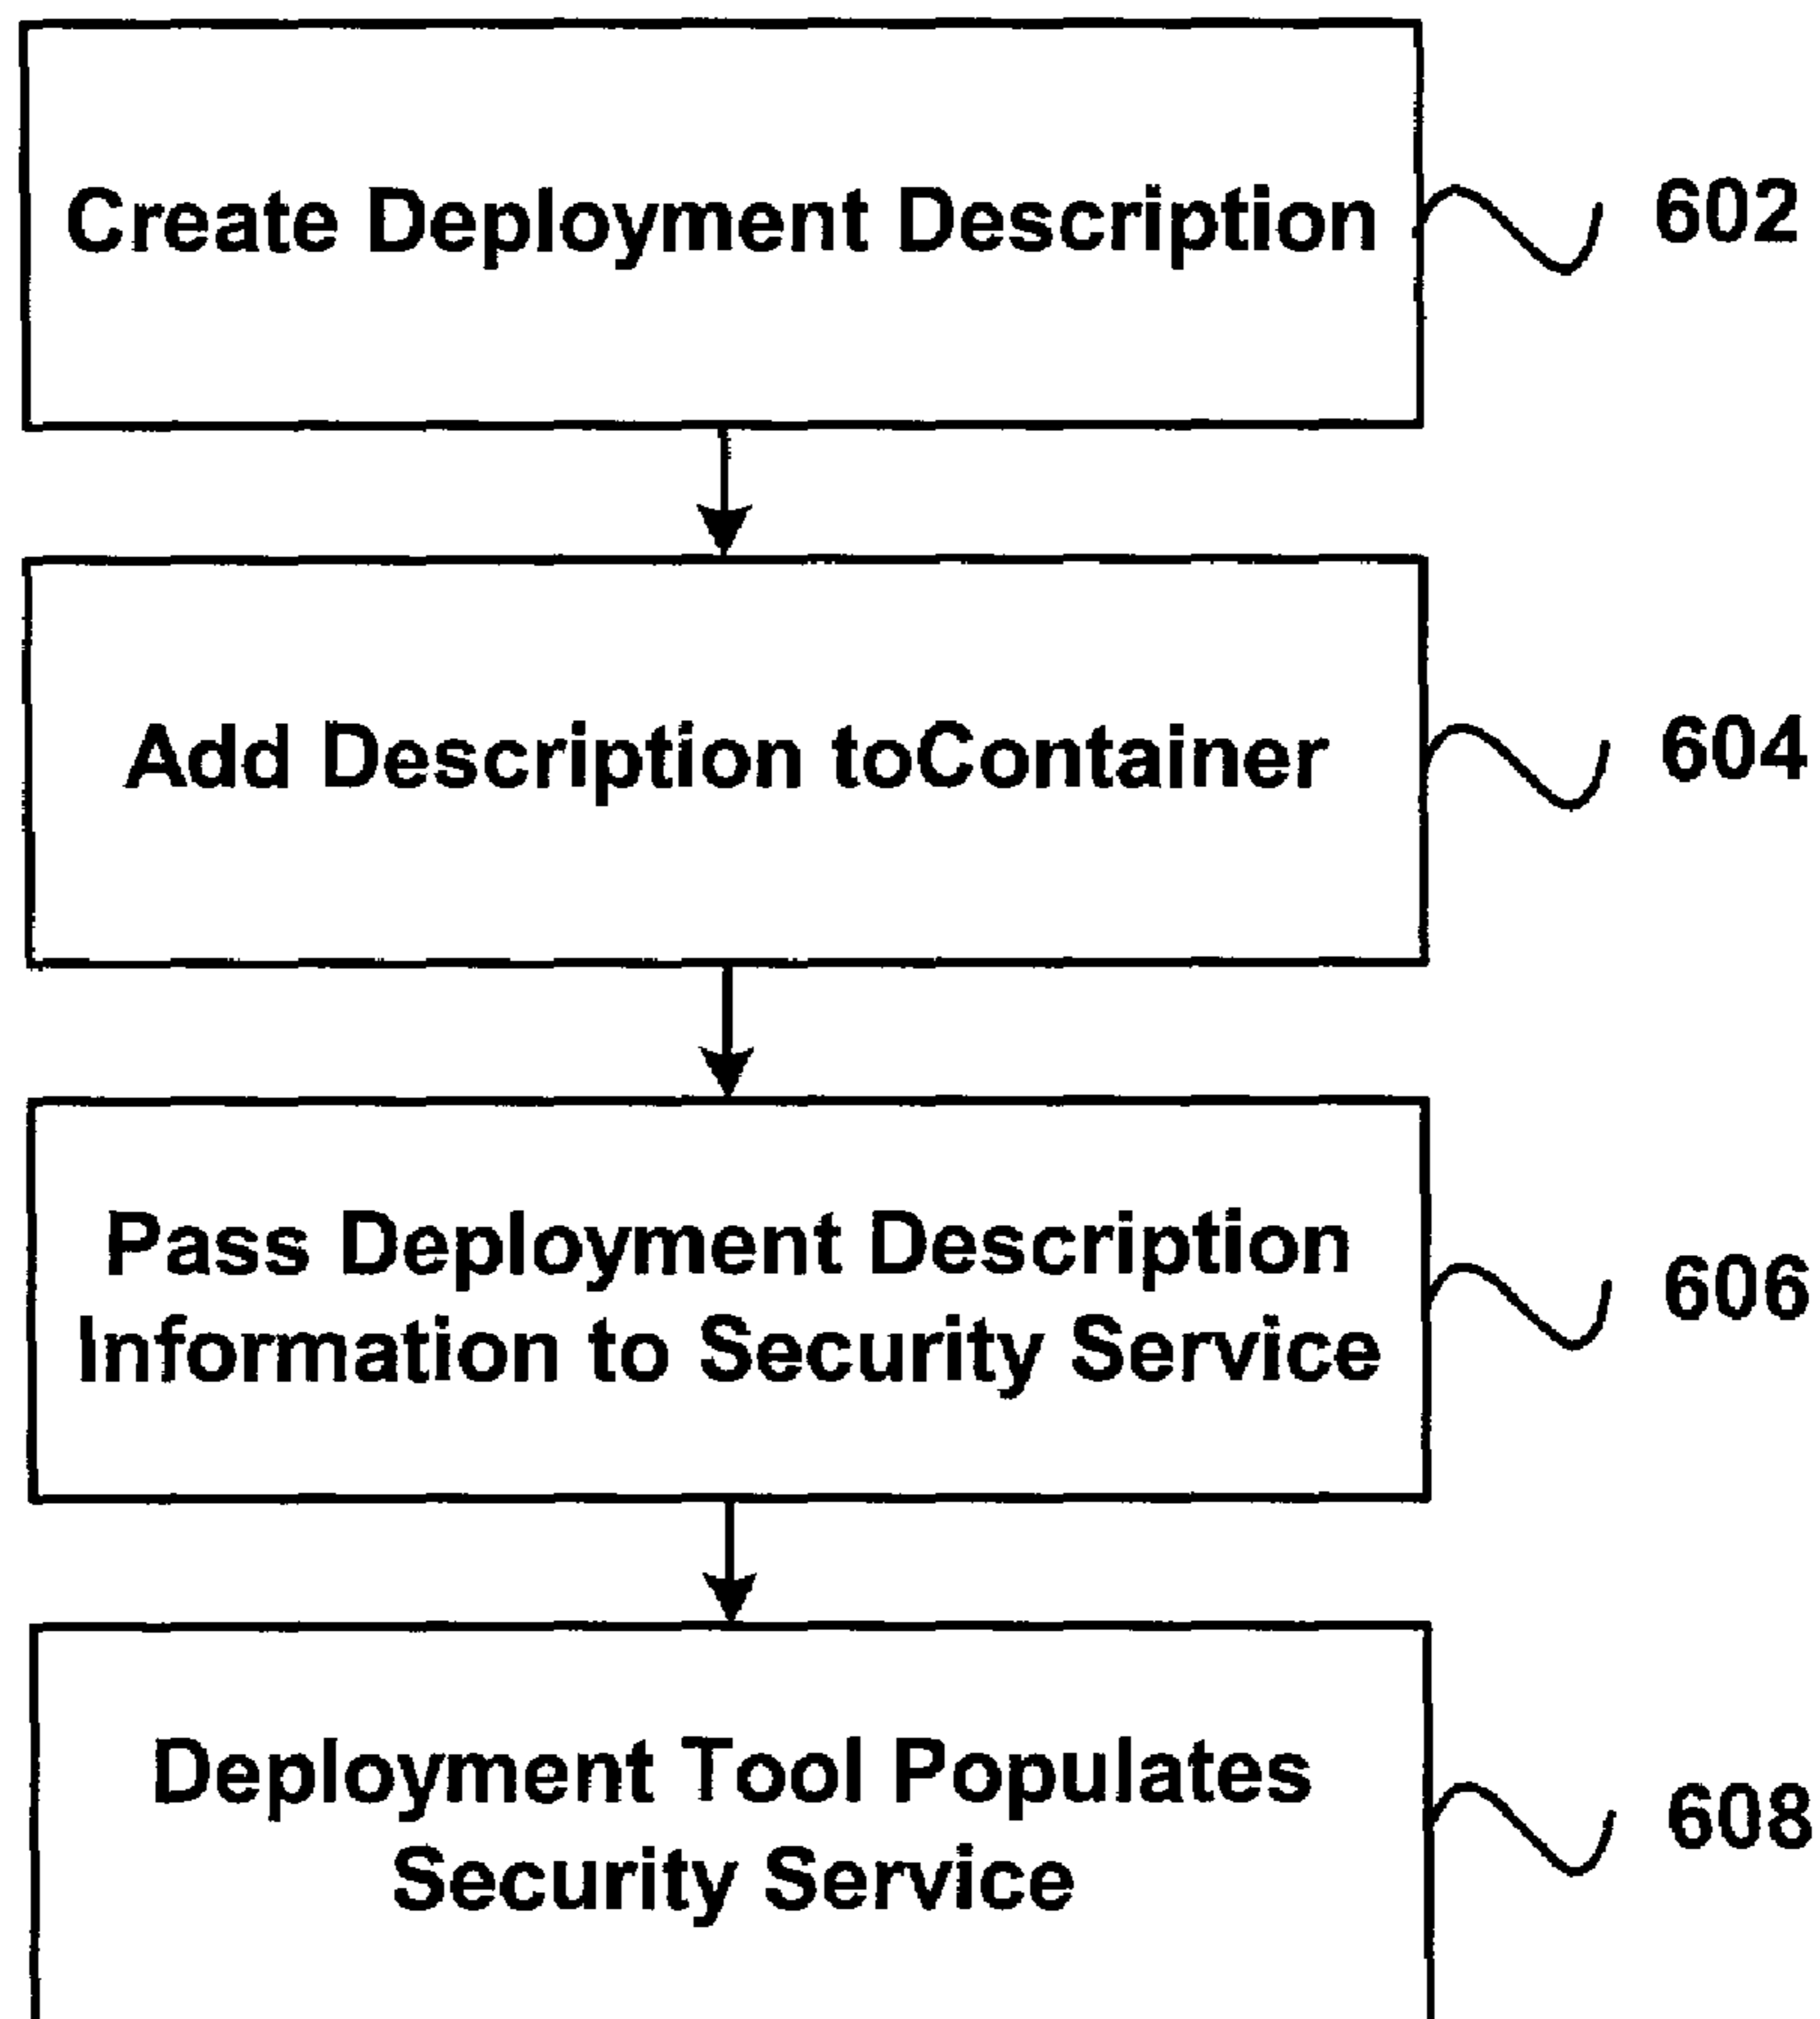 Create Deployment Description
602
Add Description toContainer
604
Pass Deployment Description
Information to Security Service
606
Deployment Tool Populates
Security Service
608